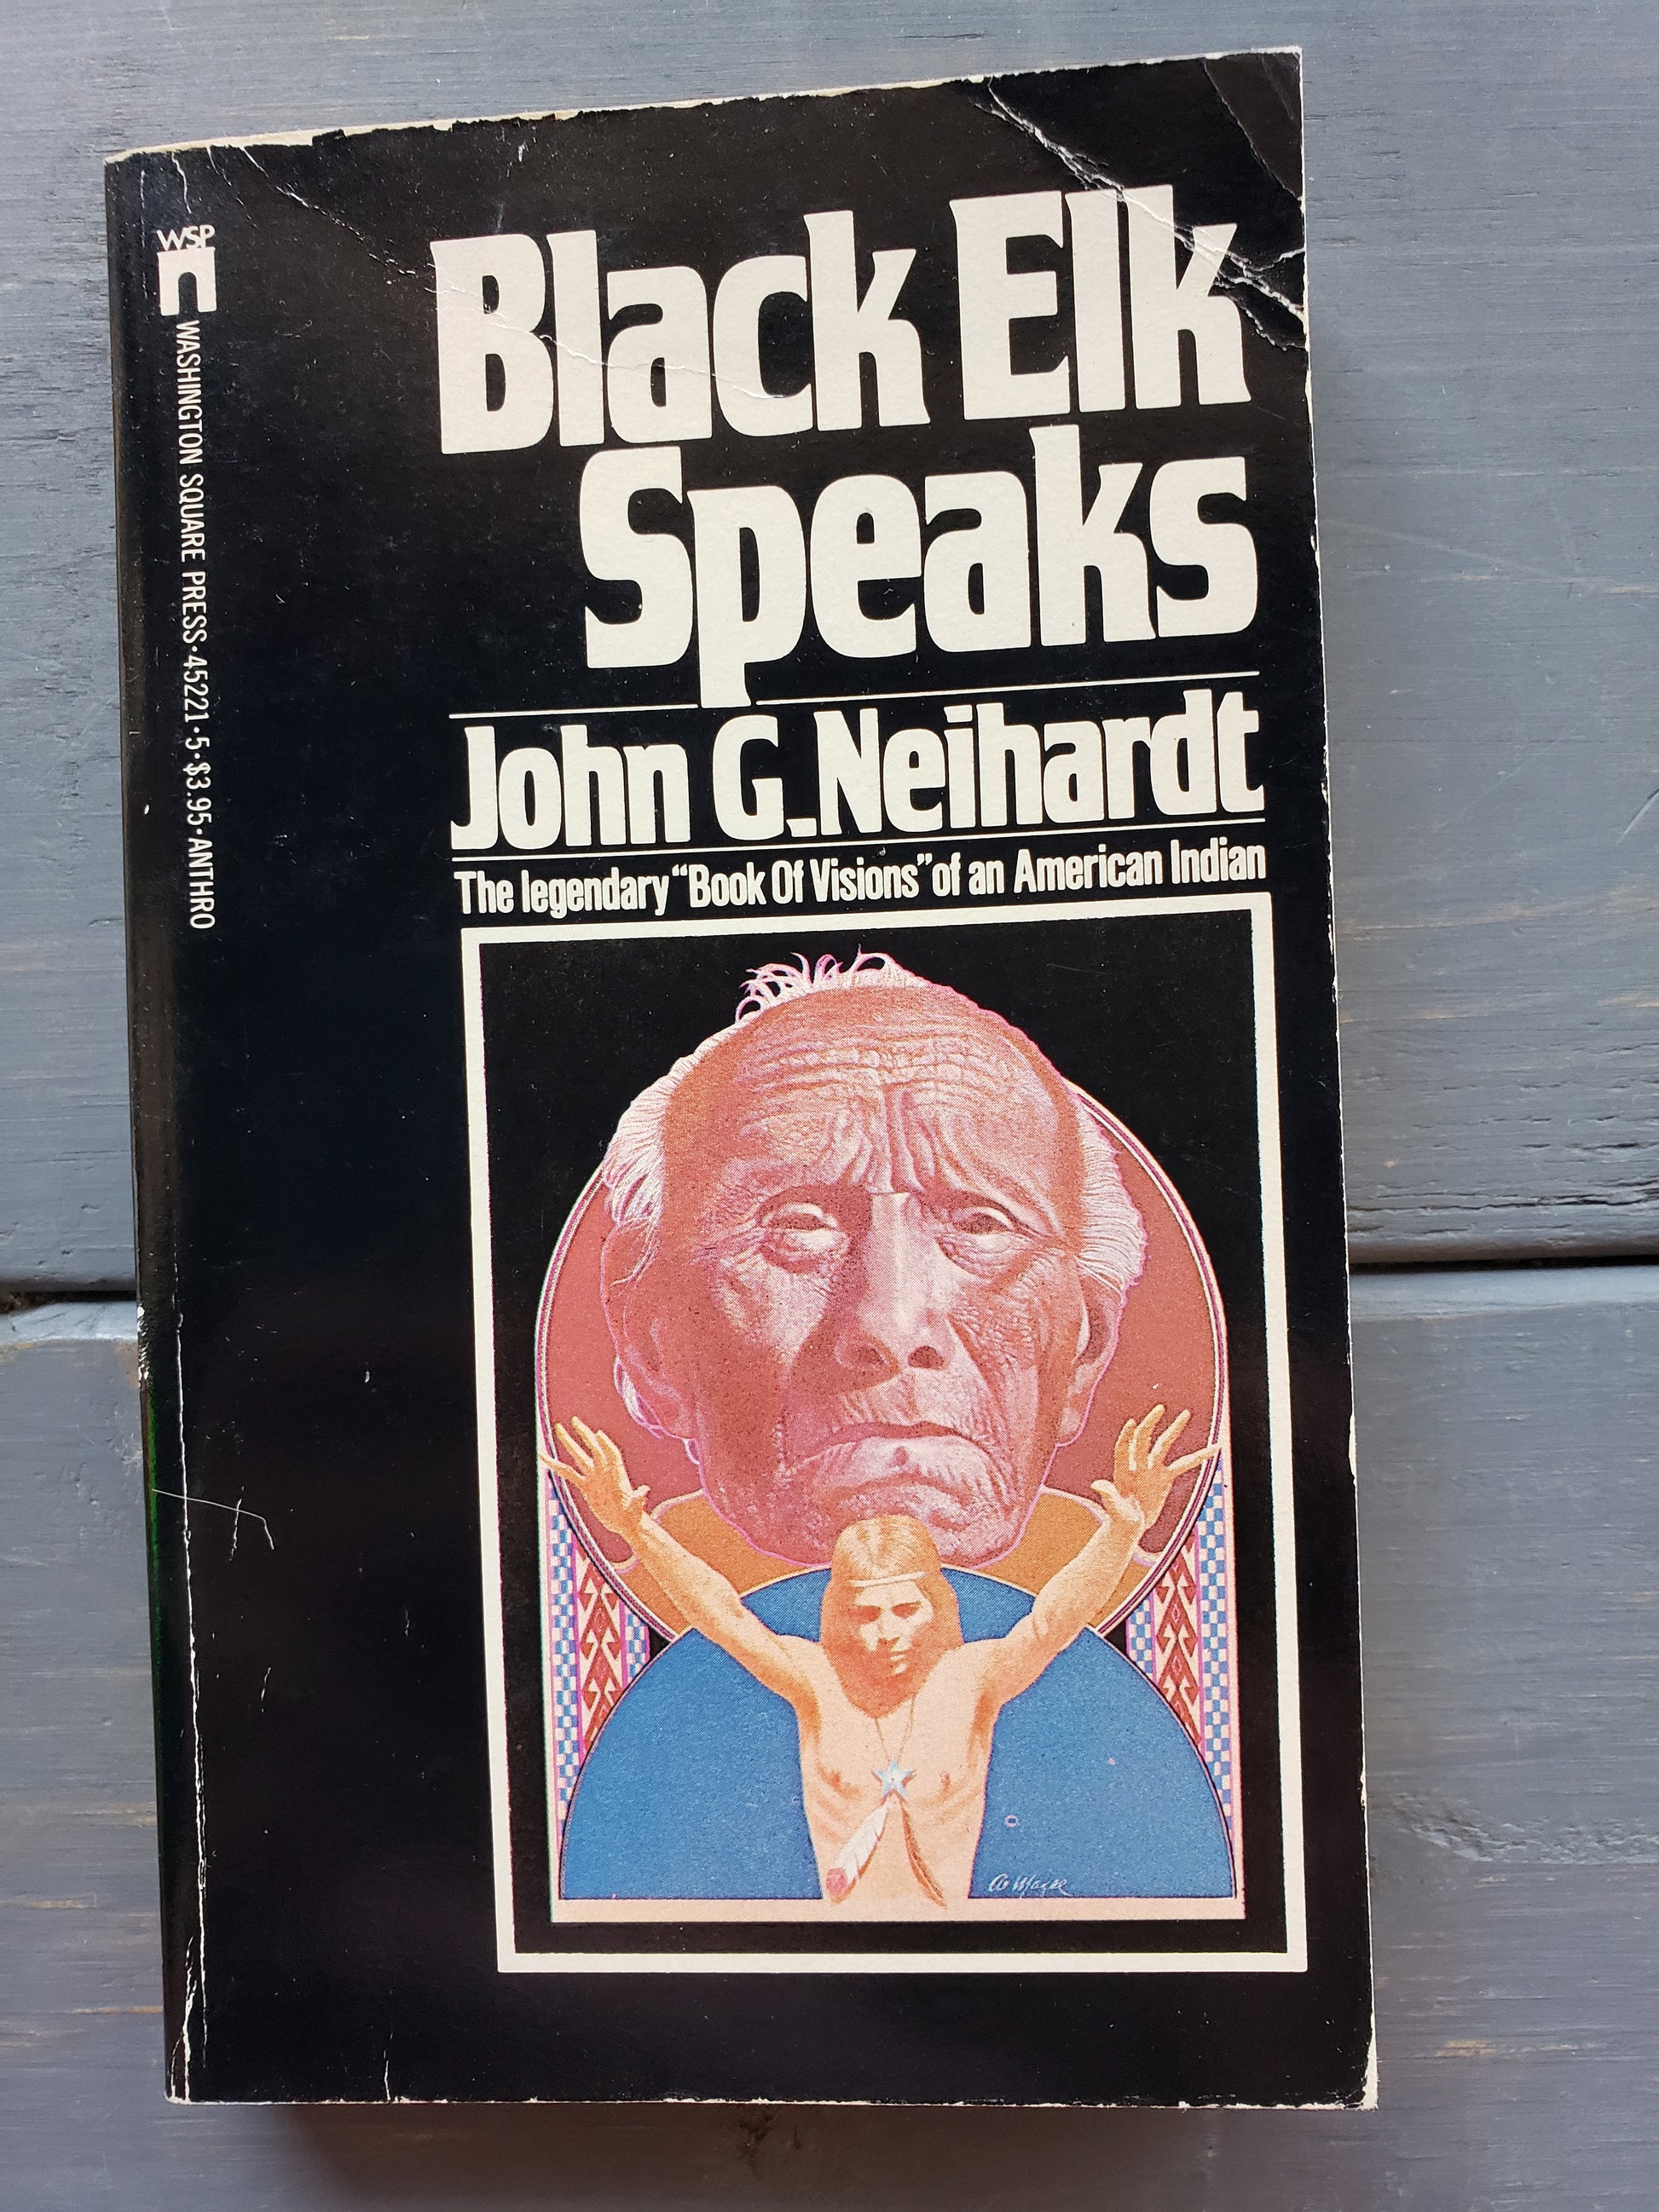 WSP
WASHINGTON SQUARE PRESS·45221·5·$3.95·ANTHRO
Black Elk
Speaks
John G. Neihardt
The legendary “Book Of Visions” of an American Indian